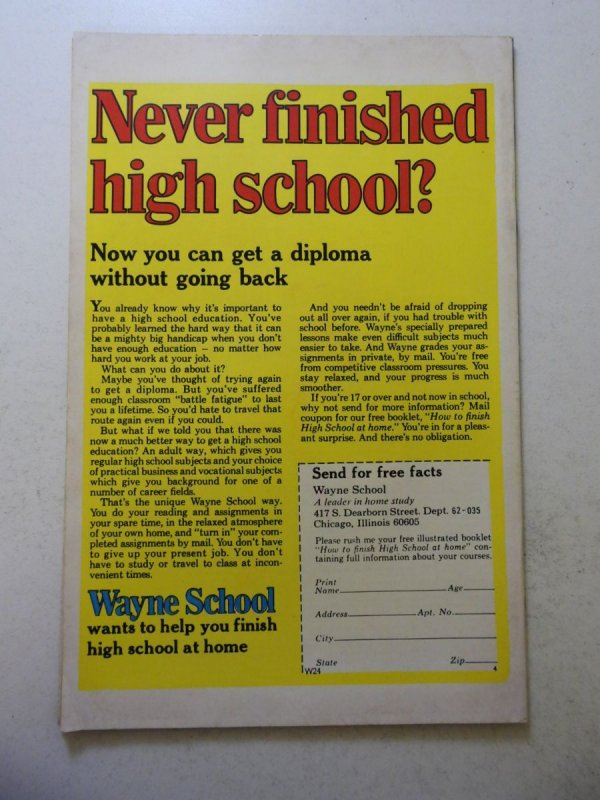 Never finished
high school?
Now you can get a diploma
without going back
You already know why it's important to
have a high school education. You've
probably learned the hard way that it can
be a mighty big handicap when you don't
have enough education – no matter how
hard you work at your job.
What can you do about it?
Maybe you've thought of trying again
to get a diploma. But you've suffered
enough classroom "battle fatigue" to last
you a lifetime. So you'd hate to travel that
route again even if you could.
But what if we told you that there was
now a much better way to get a high school
education? An adult way, which gives you
regular high school subjects and your choice
of practical business and vocational subjects
which give you background for one of a
number of career fields.
That's the unique Wayne School way.
You do your reading and assignments in
your spare time, in the relaxed atmosphere
of your own home, and "turn in" your com-
pleted assignments by mail. You don't have
to give up your present job. You don't
have to study or travel to class at incon-
venient times.
Wayne School
wants to help you finish
high school at home
And you needn't be afraid of dropping
out all over again, if you had trouble with
school before. Wayne's specially prepared
lessons make even difficult subjects much
easier to take. And Wayne grades your as-
signments in private, by mail. You're free
from competitive classroom pressures. You
stay relaxed, and your progress is much
smoother.
If you're 17 or over and not now in school,
why not send for more information? Mail
coupon for our free booklet, "How to finish
High School at home." You're in for a pleas-
ant surprise. And there's no obligation.
Send for free facts
Wayne School
A leader in home study
417 S. Dearborn Street. Dept. 62-035
Chicago, Illinois 60605
Please rush me your free illustrated booklet
"How to finish High School at home" con-
taining full information about your courses.
Print
Name Age
Address Apt. No.
City
State Zip
W24 4